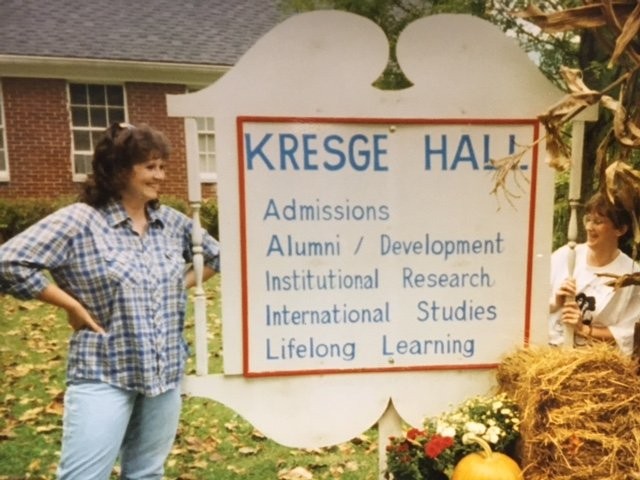 KRESGE HALL
Admissions
Alumni / Development
Institutional Research
International Studies
Lifelong Learning